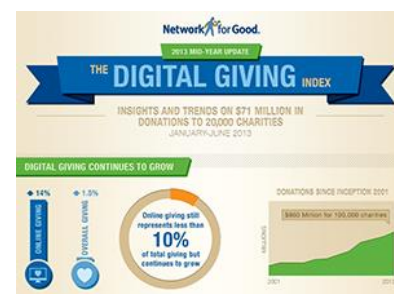 Network for Good.
2013 MID-YEAR UPDATE
THE DIGITAL GIVING INDEX
INSIGHTS AND TRENDS ON $71 MILLION IN
DONATIONS TO 20,000 CHARITIES
JANUARY-JUNE 2013
DIGITAL GIVING CONTINUES TO GROW
14%
ONLINE GIVING
1.5%
OVERALL GIVING
Online giving still
represents less than
10%
of total giving but
continues to grow
DONATIONS SINCE INCEPTION 2001
$860 Million for 100,000 charities
2001